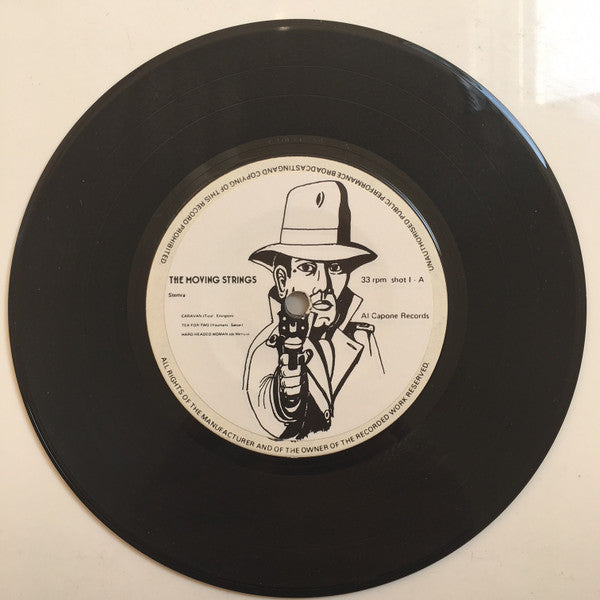 UNAUTHORISED PUBLIC PERFORMANCE BROADCASTINGAND COPYING OF THIS RECORD PROHIBITED.
THE MOVING STRINGS
33 rpm shot I - A
Stemra
Al Capone Records
CARAVAN
TEA FOR TWO (Youmans
HARD HEADED WOMAN
ALL RIGHTS OF THE MANUFACTURER AND OF THE OWNER OF THE RECORDED WORK RESERVED.